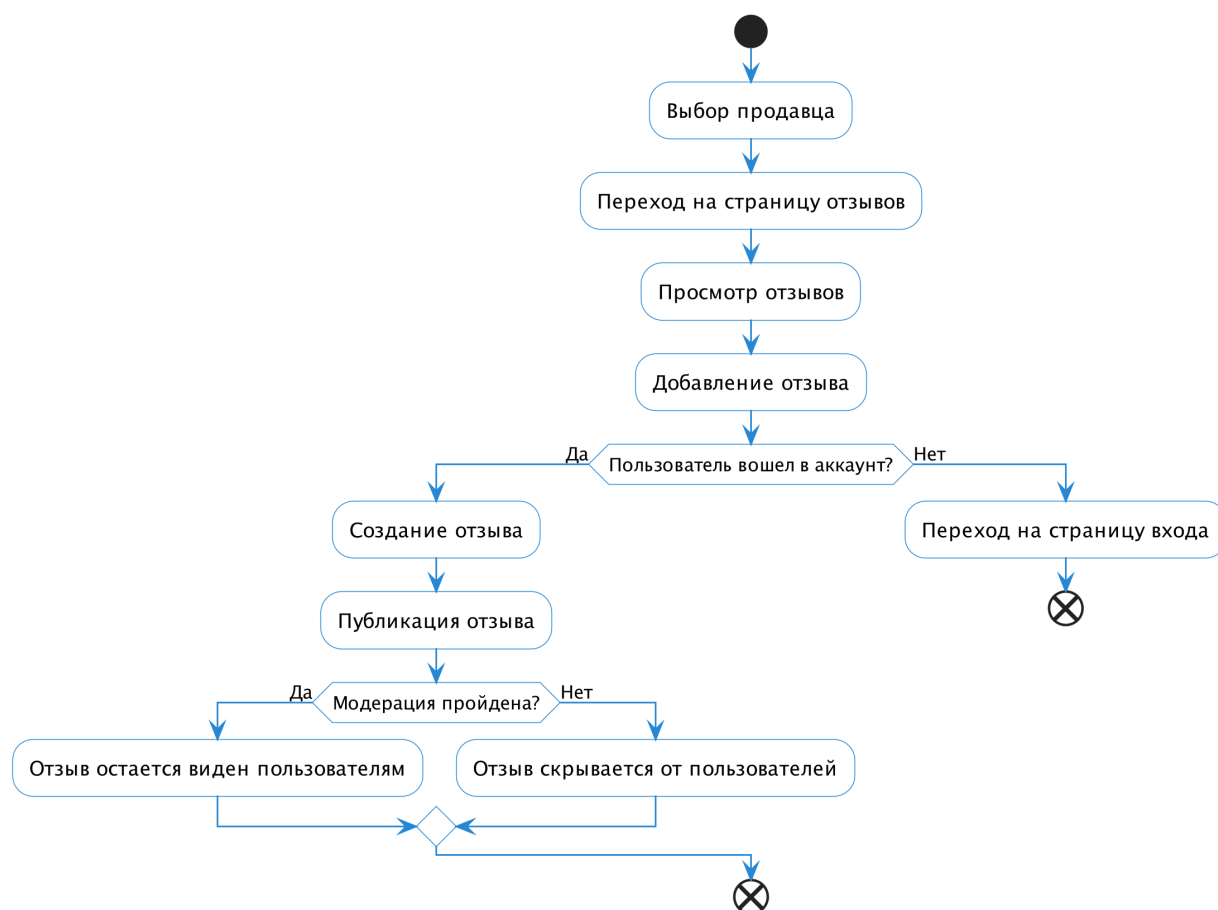 Выбор продавца
Переход на страницу отзывов
Просмотр отзывов
Добавление отзыва
Да
Пользователь вошел в аккаунт?
Нет
Создание отзыва
Переход на страницу входа
Публикация отзыва
Да
Модерация пройдена?
Нет
Отзыв остается виден пользователям
Отзыв скрывается от пользователей